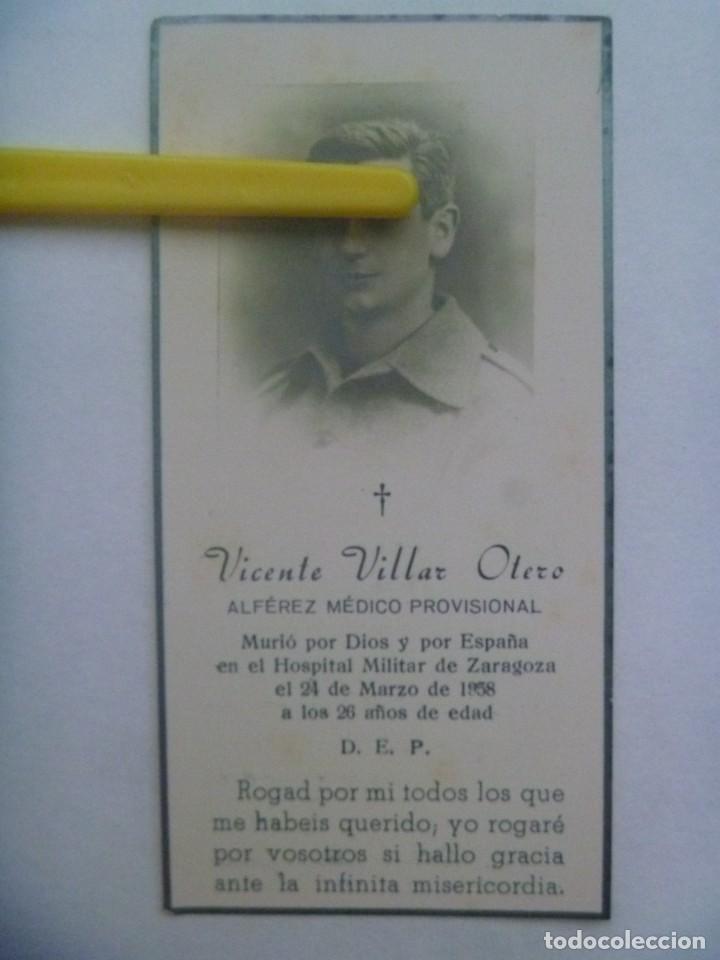 †
Vicente Villar Otero
ALFÉREZ MÉDICO PROVISIONAL
Murió por Dios y por España
en el Hospital Militar de Zaragoza
el 24 de Marzo de 1938
a los 26 años de edad
D. E. P.
Rogad por mi todos los que
me habeis querido; yo rogaré
por vosotros si hallo gracia
ante la infinita misericordia.
todocoleccion